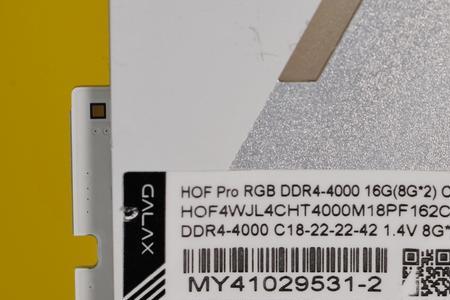 GALAX
HOF Pro RGB DDR4-4000 16G(8G*2) C
HOF4WJL4CHT4000M18PF162C
DDR4-4000 C18-22-22-42 1.4V 8G*
MY41029531-2